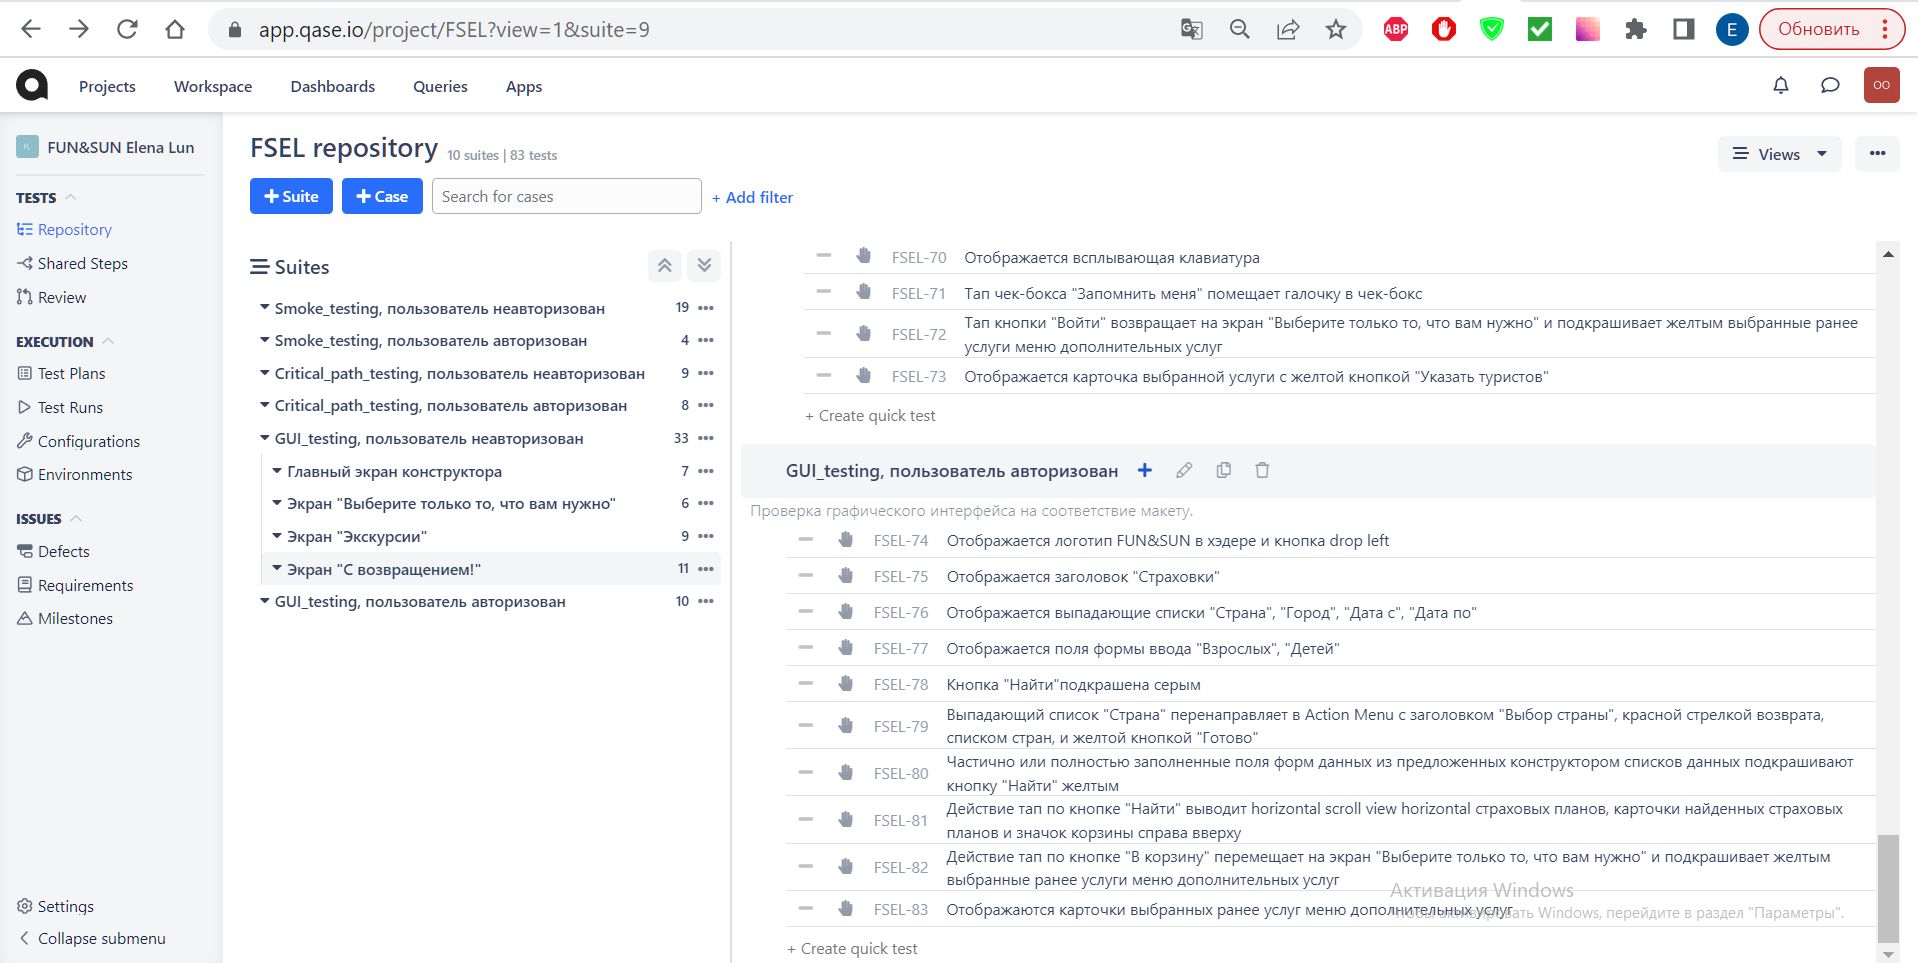 app.qase.io/project/FSEL?view=1&suite=9
ABP
E
Обновить
Projects
Workspace
Dashboards
Queries
Apps
OO
FUN&SUN Elena Lun
TESTS
Repository
Shared Steps
Review
EXECUTION
Test Plans
Test Runs
Configurations
Environments
ISSUES
Defects
Requirements
Milestones
Settings
Collapse submenu
FSEL repository 10 suites | 83 tests
Views
+ Suite
+ Case
Search for cases
+ Add filter
Suites
Smoke_testing, пользователь неавторизован 19
Smoke_testing, пользователь авторизован 4
Critical_path_testing, пользователь неавторизован 9
Critical_path_testing, пользователь авторизован 8
GUI_testing, пользователь неавторизован 33
Главный экран конструктора 7
Экран "Выберите только то, что вам нужно" 6
Экран "Экскурсии" 9
Экран "С возвращением!" 11
GUI_testing, пользователь авторизован 10
FSEL-70 Отображается всплывающая клавиатура
FSEL-71 Тап чек-бокса "Запомнить меня" помещает галочку в чек-бокс
FSEL-72 Тап кнопки "Войти" возвращает на экран "Выберите только то, что вам нужно" и подкрашивает желтым выбранные ранее
услуги меню дополнительных услуг
FSEL-73 Отображается карточка выбранной услуги с желтой кнопкой "Указать туристов"
+ Create quick test
GUI_testing, пользователь авторизован
Проверка графического интерфейса на соответствие макету.
FSEL-74 Отображается логотип FUN&SUN в хэдере и кнопка drop left
FSEL-75 Отображается заголовок "Страховки"
FSEL-76 Отображается выпадающие списки "Страна", "Город", "Дата с", "Дата по"
FSEL-77 Отображается поля формы ввода "Взрослых", "Детей"
FSEL-78 Кнопка "Найти"подкрашена серым
FSEL-79 Выпадающий список "Страна" перенаправляет в Action Menu с заголовком "Выбор страны", красной стрелкой возврата,
списком стран, и желтой кнопкой "Готово"
FSEL-80 Частично или полностью заполненные поля форм данных из предложенных конструктором списков данных подкрашивают
кнопку "Найти" желтым
FSEL-81 Действие тап по кнопке "Найти" выводит horizontal scroll view horizontal страховых планов, карточки найденных страховых
планов и значок корзины справа вверху
FSEL-82 Действие тап по кнопке "В корзину" перемещает на экран "Выберите только то, что вам нужно" и подкрашивает желтым
выбранные ранее услуги меню дополнительных услуг
Активация Windows
FSEL-83 Отображаются карточки выбранных ранее услуг меню дополнительных услуг
Чтобы активировать Windows, перейдите в раздел "Параметры".
+ Create quick test